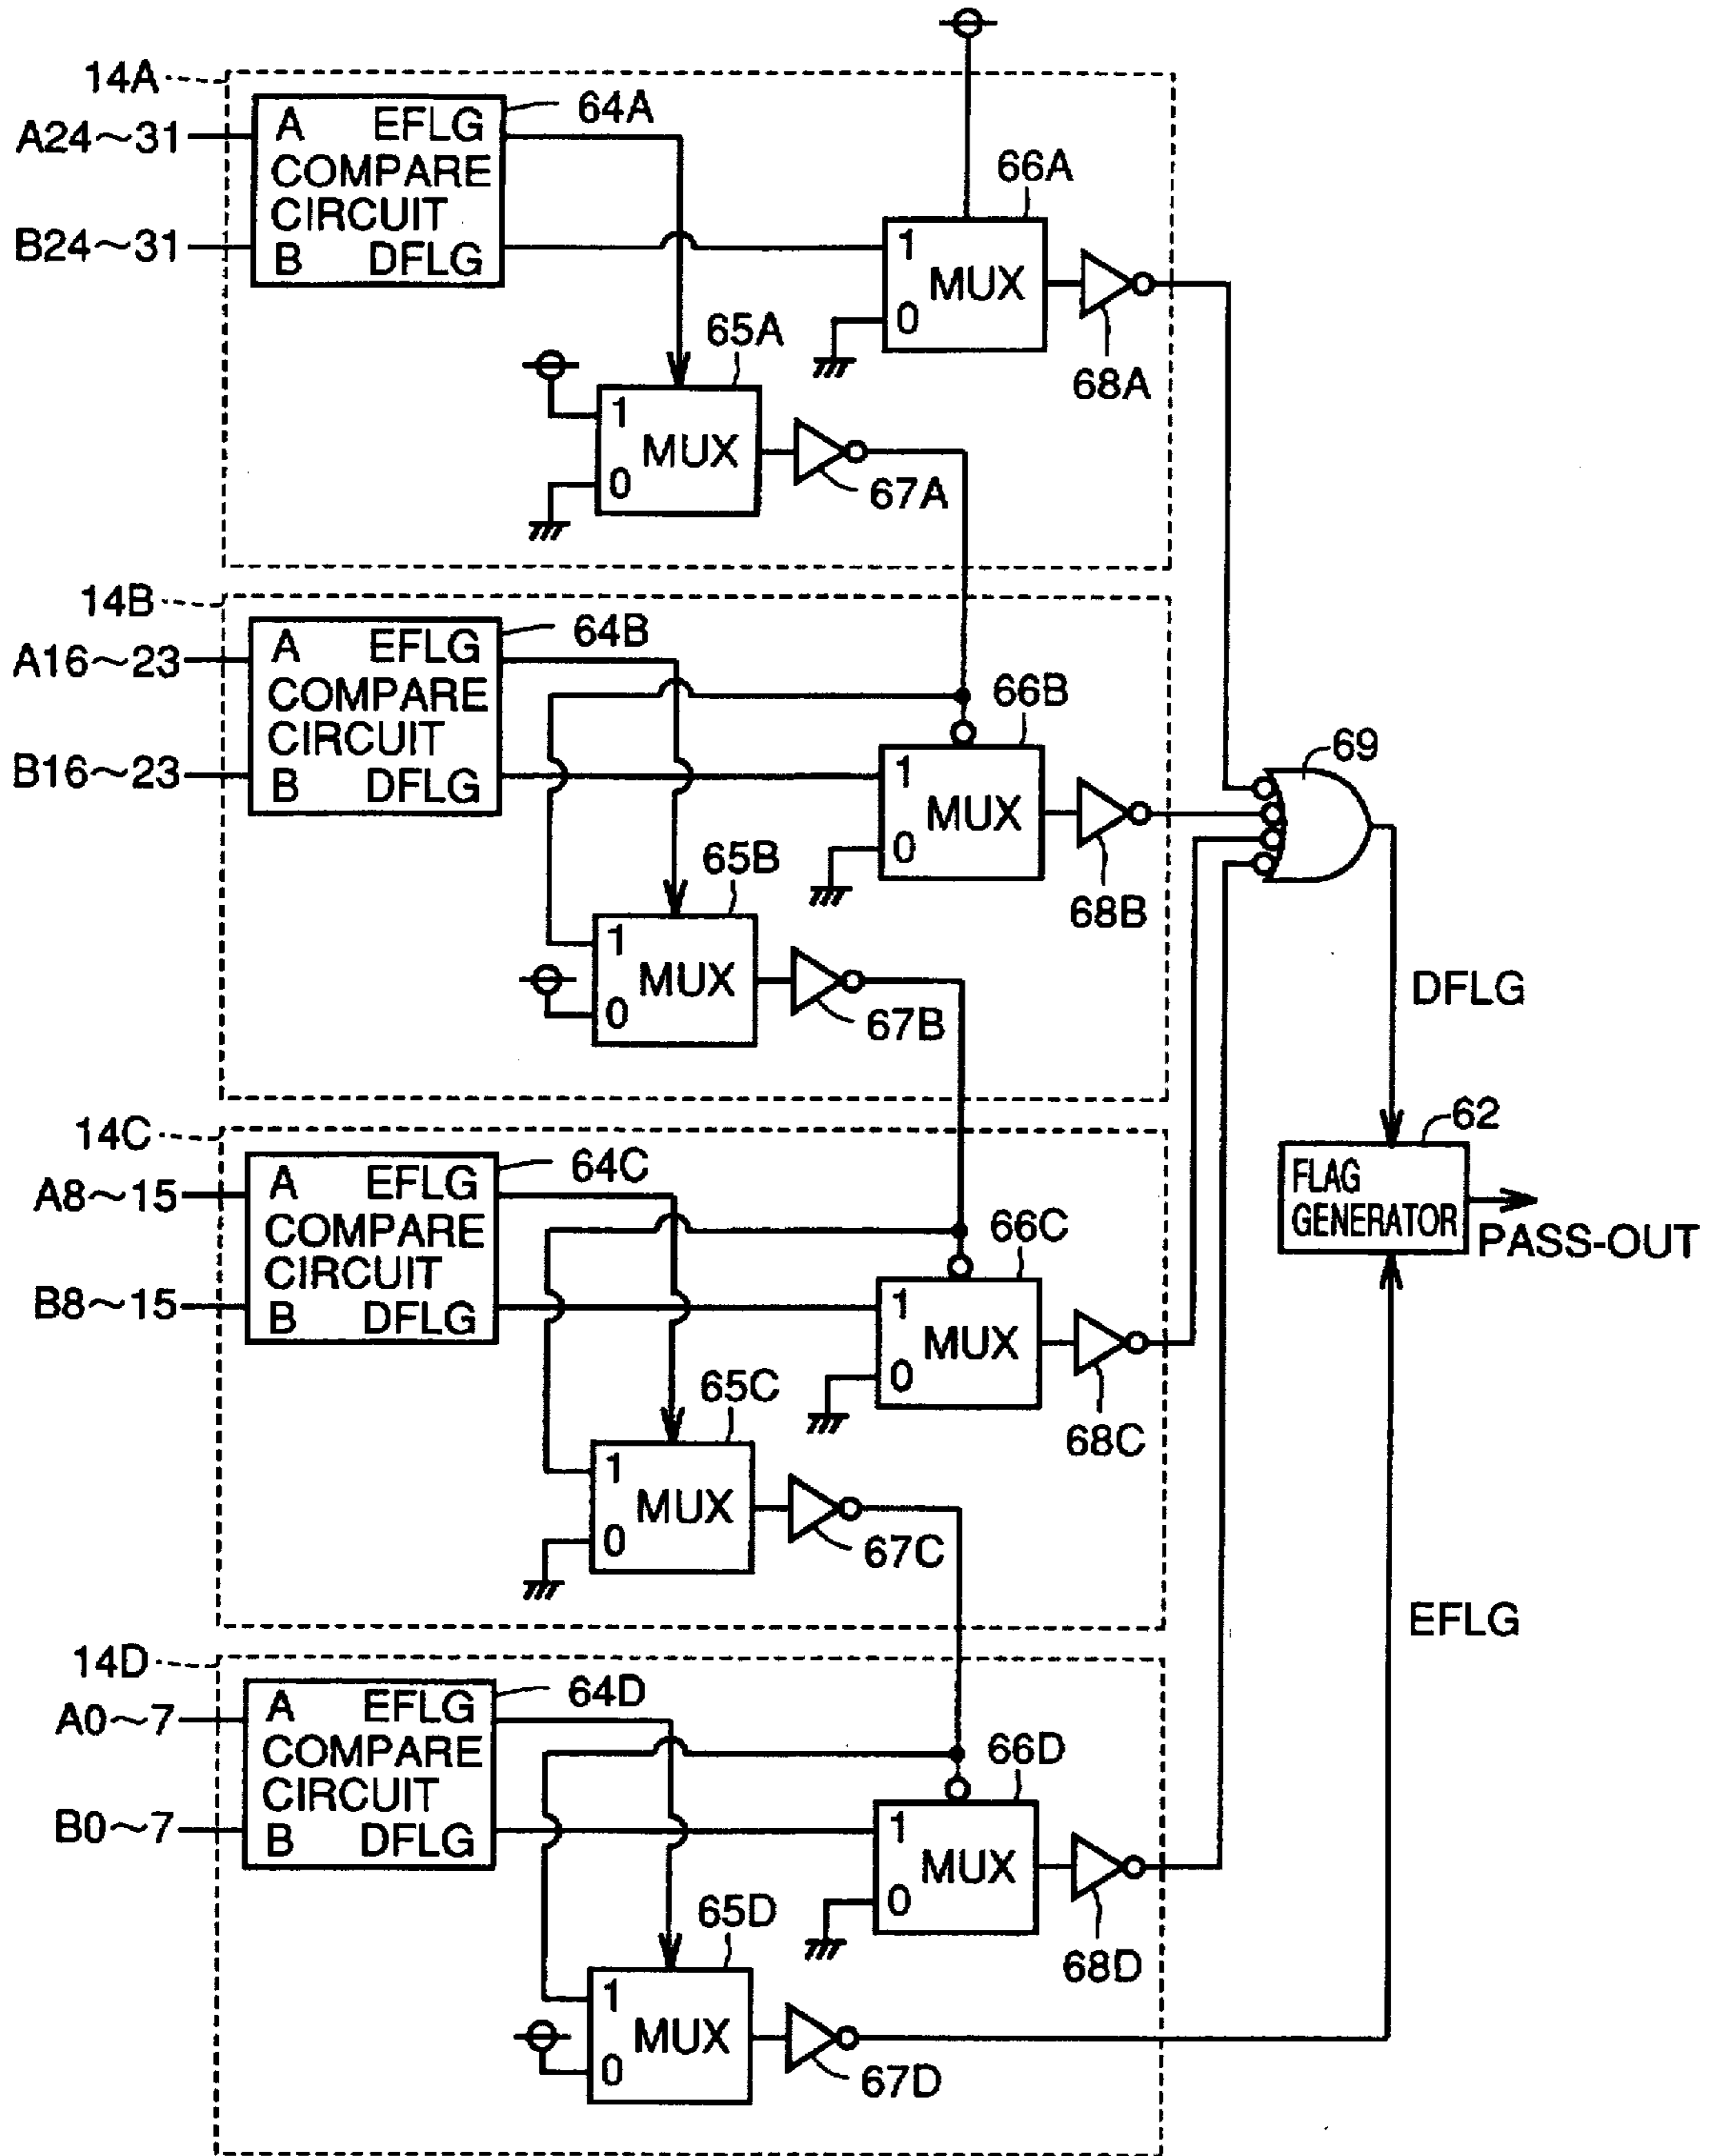 14A
A24~31
A EFLG
64A
COMPARE
CIRCUIT
B24~31
B DFLG
66A
1
MUX
0
68A
65A
1
MUX
0
67A
14B
A16~23
A EFLG
64B
COMPARE
CIRCUIT
B16~23
B DFLG
66B
1
MUX
0
68B
65B
1
MUX
0
67B
69
DFLG
14C
A8~15
A EFLG
64C
COMPARE
CIRCUIT
B8~15
B DFLG
66C
1
MUX
0
68C
65C
1
MUX
0
67C
62
FLAG
GENERATOR
PASS-OUT
EFLG
14D
A0~7
A EFLG
64D
COMPARE
CIRCUIT
B0~7
B DFLG
66D
1
MUX
0
68D
65D
1
MUX
0
67D